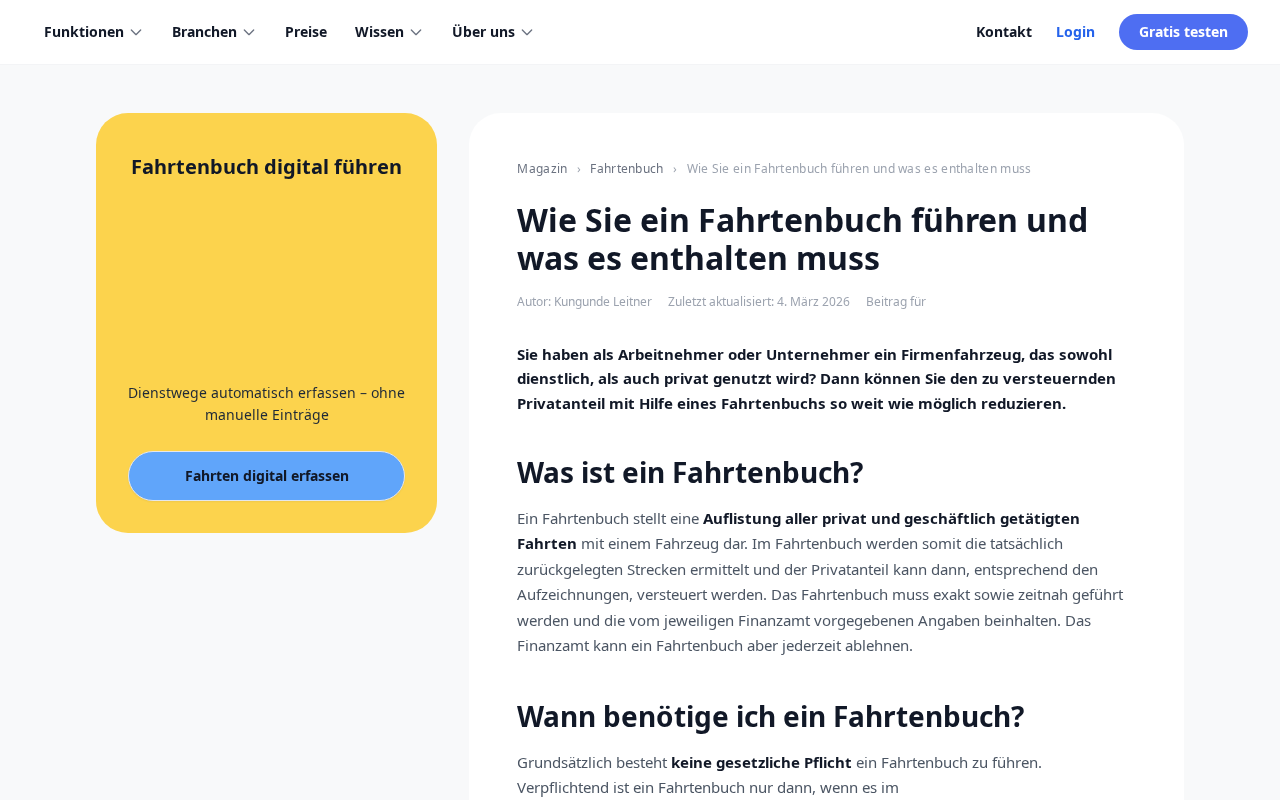 Funktionen Branchen Preise Wissen Über uns Kontakt Login Gratis testen
Fahrtenbuch digital führen
Dienstwege automatisch erfassen – ohne
manuelle Einträge
Fahrten digital erfassen
Magazin › Fahrtenbuch › Wie Sie ein Fahrtenbuch führen und was es enthalten muss
Wie Sie ein Fahrtenbuch führen und
was es enthalten muss
Autor: Kungunde Leitner Zuletzt aktualisiert: 4. März 2026 Beitrag für
Sie haben als Arbeitnehmer oder Unternehmer ein Firmenfahrzeug, das sowohl
dienstlich, als auch privat genutzt wird? Dann können Sie den zu versteuernden
Privatanteil mit Hilfe eines Fahrtenbuchs so weit wie möglich reduzieren.
Was ist ein Fahrtenbuch?
Ein Fahrtenbuch stellt eine Auflistung aller privat und geschäftlich getätigten
Fahrten mit einem Fahrzeug dar. Im Fahrtenbuch werden somit die tatsächlich
zurückgelegten Strecken ermittelt und der Privatanteil kann dann, entsprechend den
Aufzeichnungen, versteuert werden. Das Fahrtenbuch muss exakt sowie zeitnah geführt
werden und die vom jeweiligen Finanzamt vorgegebenen Angaben beinhalten. Das
Finanzamt kann ein Fahrtenbuch aber jederzeit ablehnen.
Wann benötige ich ein Fahrtenbuch?
Grundsätzlich besteht keine gesetzliche Pflicht ein Fahrtenbuch zu führen.
Verpflichtend ist ein Fahrtenbuch nur dann, wenn es im